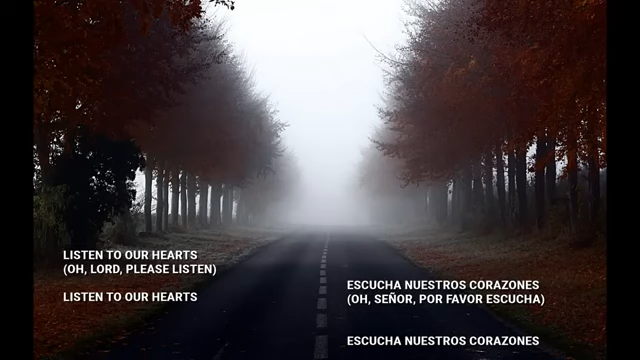 LISTEN TO OUR HEARTS
(OH, LORD, PLEASE LISTEN)
LISTEN TO OUR HEARTS
ESCUCHA NUESTROS CORAZONES
(OH, SEÑOR, POR FAVOR ESCUCHA)
ESCUCHA NUESTROS CORAZONES